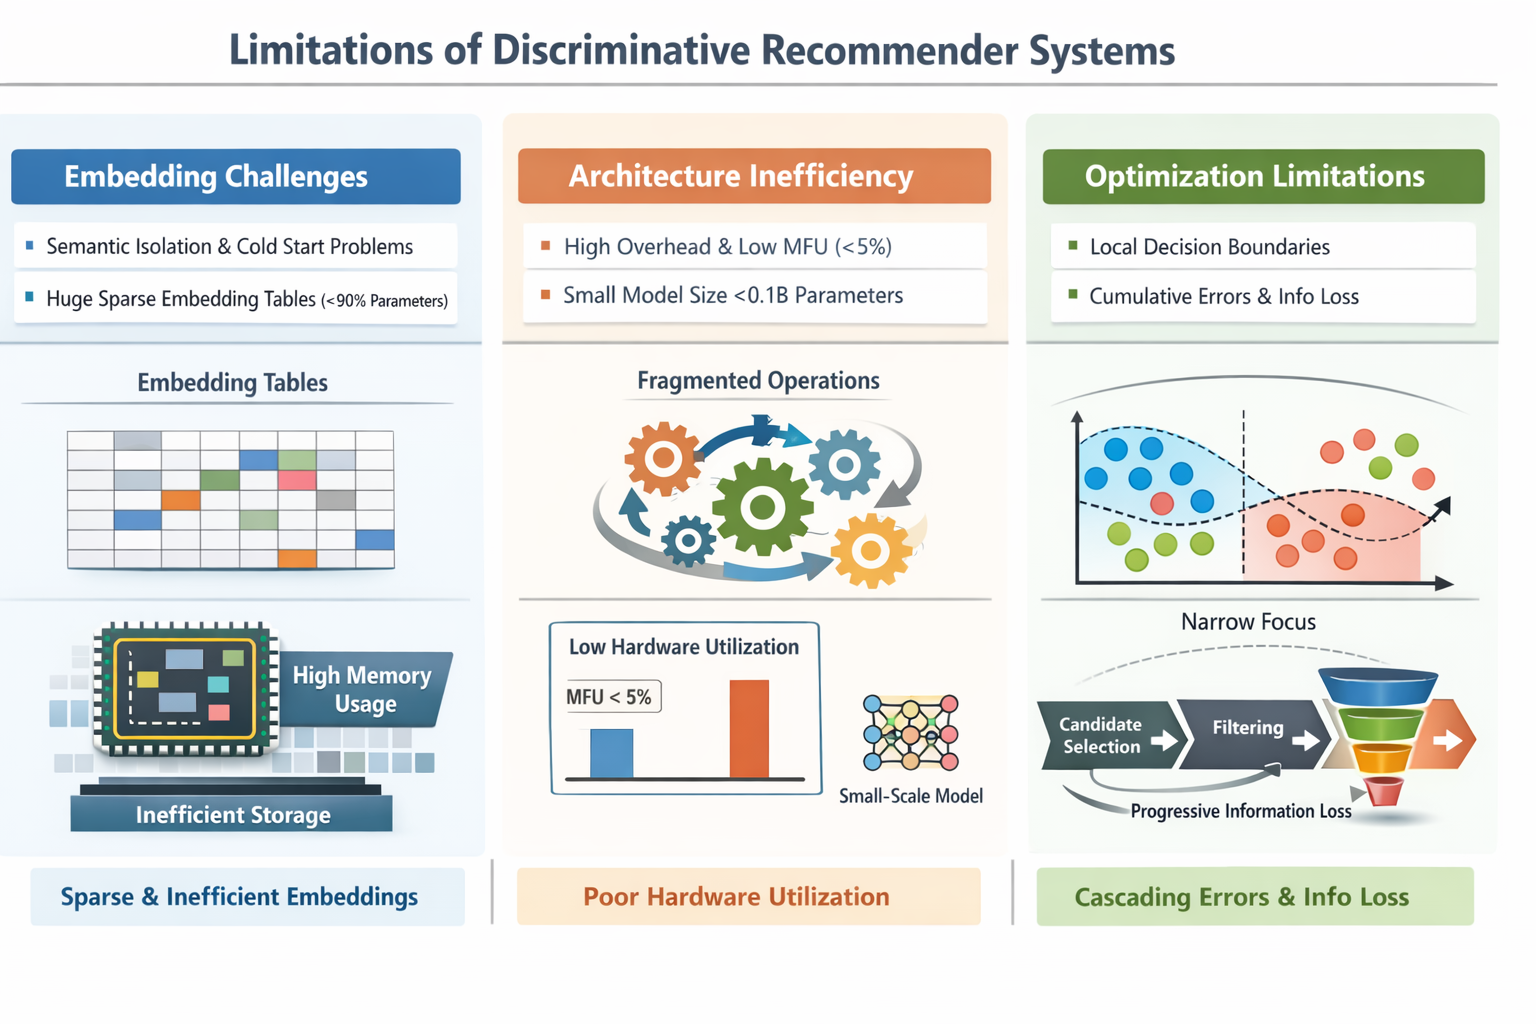 Limitations of Discriminative Recommender Systems
Embedding Challenges
Semantic Isolation & Cold Start Problems
Huge Sparse Embedding Tables (<90% Parameters)
Embedding Tables
High Memory
Usage
Inefficient Storage
Sparse & Inefficient Embeddings
Architecture Inefficiency
High Overhead & Low MFU (<5%)
Small Model Size <0.1B Parameters
Fragmented Operations
Low Hardware Utilization
MFU < 5%
Small-Scale Model
Poor Hardware Utilization
Optimization Limitations
Local Decision Boundaries
Cumulative Errors & Info Loss
Narrow Focus
Candidate
Selection
Filtering
Progressive Information Loss
Cascading Errors & Info Loss